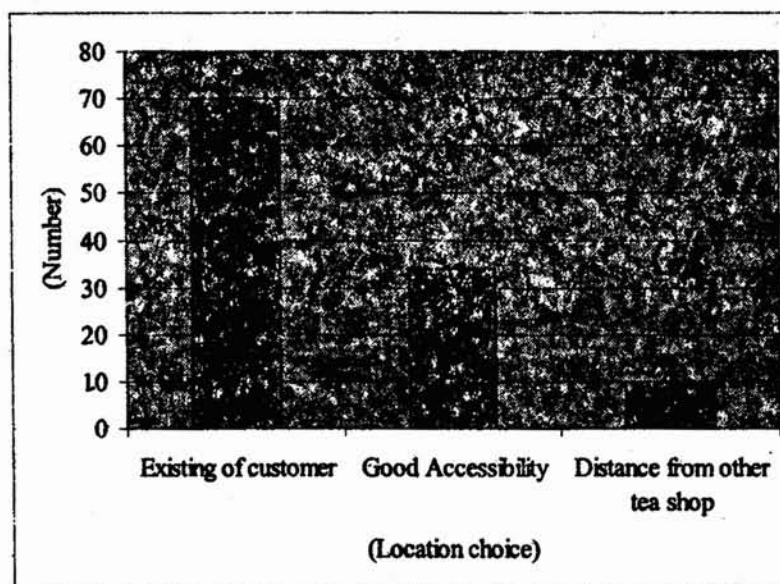 80
70
60
50
40
30
20
10
0
(Number)
Existing of customer
Good Accessibility
Distance from other
tea shop
(Location choice)